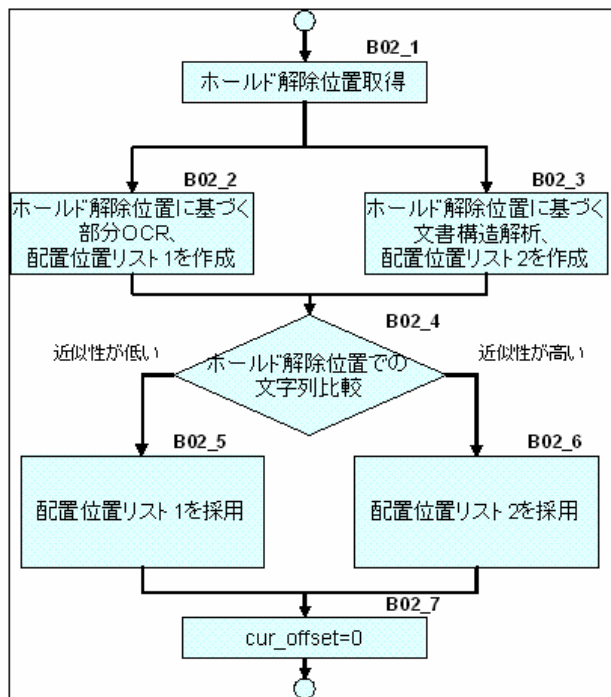 B02_1
ホールド解除位置取得
B02_2
B02_3
ホールド解除位置に基づく
部分OCR、
配置位置リスト1を作成
ホールド解除位置に基づく
文書構造解析、
配置位置リスト2を作成
B02_4
近似性が低い
近似性が高い
ホールド解除位置での
文字列比較
B02_5
B02_6
配置位置リスト1を採用
配置位置リスト2を採用
B02_7
cur_offset=0